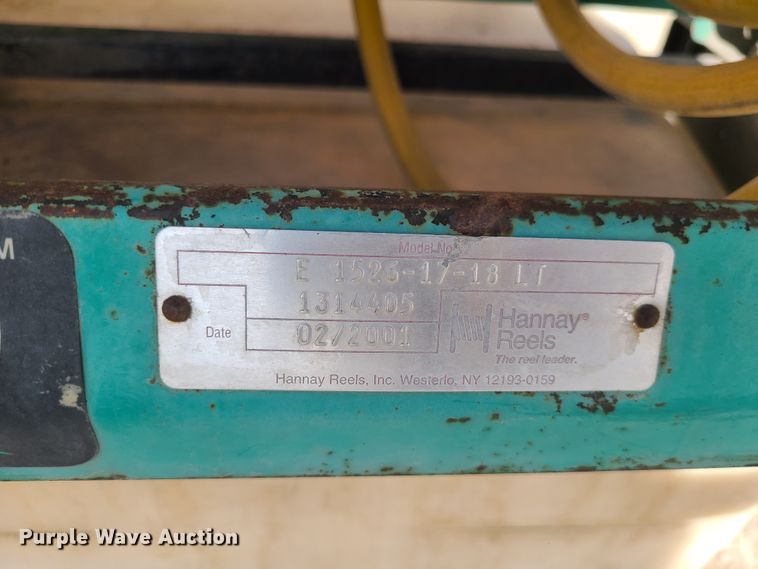 M
Model No.
E 1526-17-18 LT
1314405
Date 02/2001
Hannay®
Reels
The reel leader.
Hannay Reels, Inc. Westerlo, NY 12193-0159
Purple Wave Auction